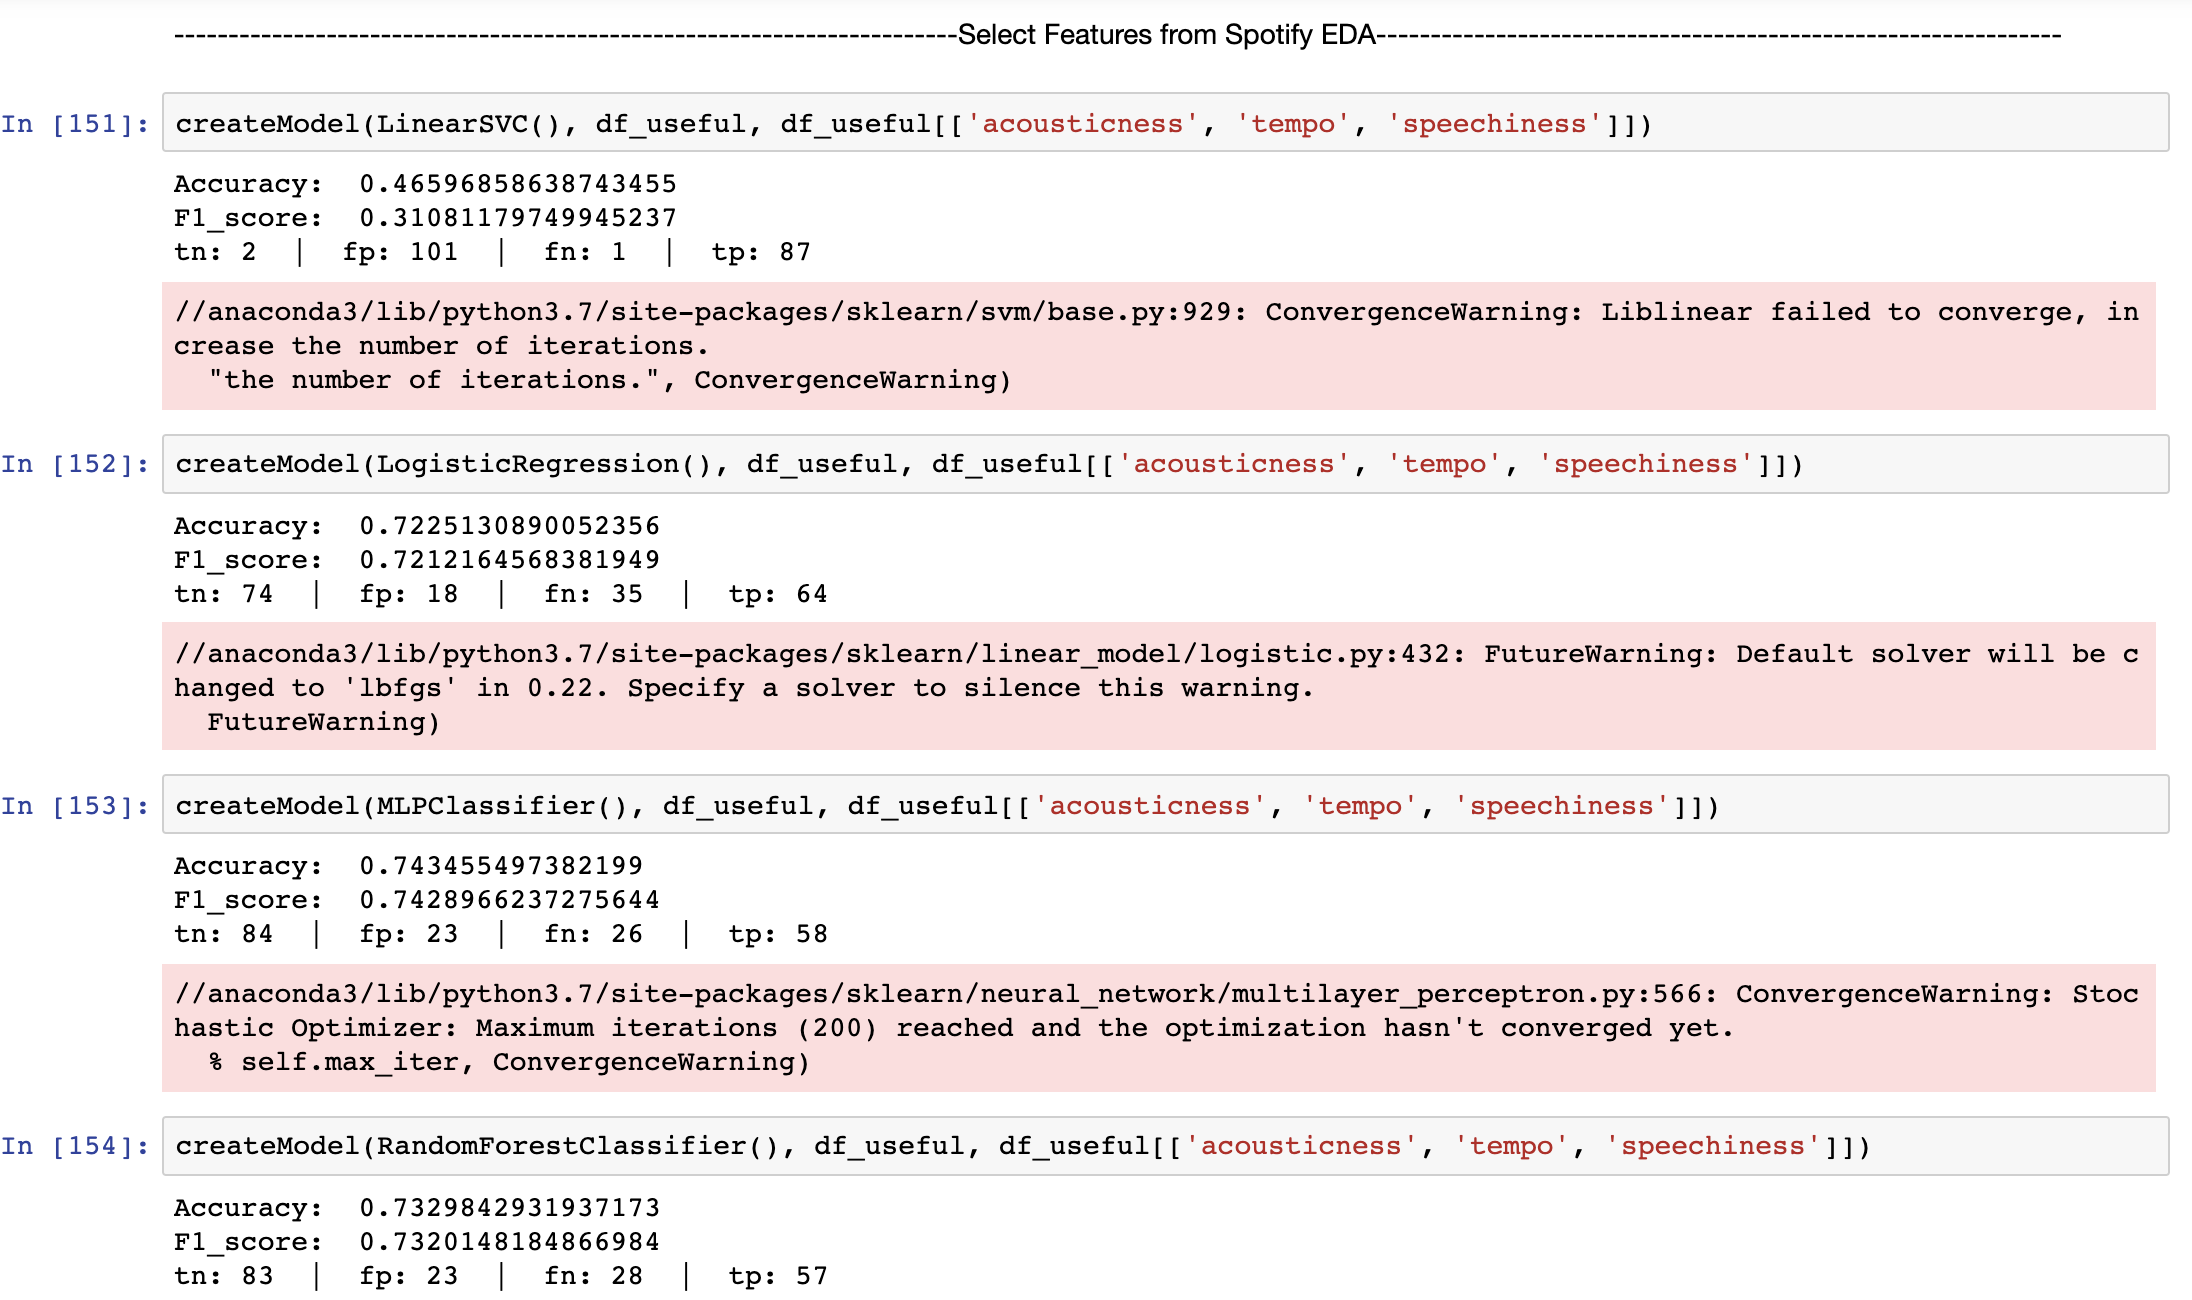 ------------------------------------------------------------------------Select Features from Spotify EDA---------------------------------------------------------------
In [151]: createModel(LinearSVC(), df_useful, df_useful[['acousticness', 'tempo', 'speechiness']])
Accuracy:  0.46596858638743455
F1_score:  0.31081179749945237
tn: 2  |  fp: 101  |  fn: 1  |  tp: 87
//anaconda3/lib/python3.7/site-packages/sklearn/svm/base.py:929: ConvergenceWarning: Liblinear failed to converge, in
crease the number of iterations.
  "the number of iterations.", ConvergenceWarning)
In [152]: createModel(LogisticRegression(), df_useful, df_useful[['acousticness', 'tempo', 'speechiness']])
Accuracy:  0.7225130890052356
F1_score:  0.7212164568381949
tn: 74  |  fp: 18  |  fn: 35  |  tp: 64
//anaconda3/lib/python3.7/site-packages/sklearn/linear_model/logistic.py:432: FutureWarning: Default solver will be c
hanged to 'lbfgs' in 0.22. Specify a solver to silence this warning.
  FutureWarning)
In [153]: createModel(MLPClassifier(), df_useful, df_useful[['acousticness', 'tempo', 'speechiness']])
Accuracy:  0.743455497382199
F1_score:  0.7428966237275644
tn: 84  |  fp: 23  |  fn: 26  |  tp: 58
//anaconda3/lib/python3.7/site-packages/sklearn/neural_network/multilayer_perceptron.py:566: ConvergenceWarning: Stoc
hastic Optimizer: Maximum iterations (200) reached and the optimization hasn't converged yet.
  % self.max_iter, ConvergenceWarning)
In [154]: createModel(RandomForestClassifier(), df_useful, df_useful[['acousticness', 'tempo', 'speechiness']])
Accuracy:  0.7329842931937173
F1_score:  0.7320148184866984
tn: 83  |  fp: 23  |  fn: 28  |  tp: 57